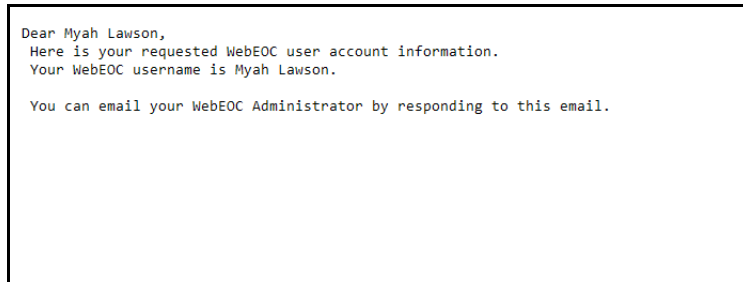 Dear Myah Lawson,
Here is your requested WebEOC user account information.
Your WebEOC username is Myah Lawson.
You can email your WebEOC Administrator by responding to this email.